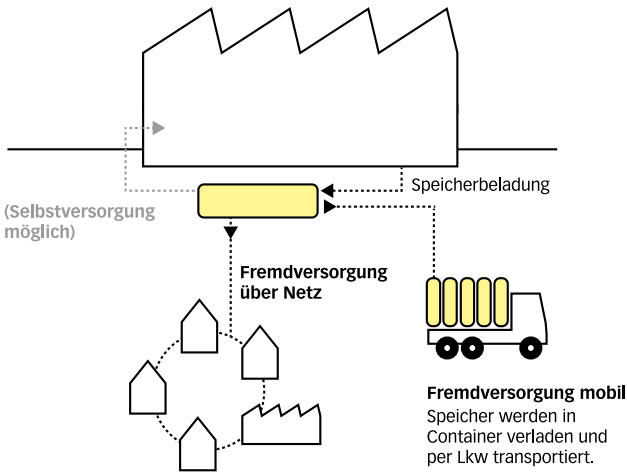 Speicherbeladung
(Selbstversorgung
möglich)
Fremdversorgung
über Netz
Fremdversorgung mobil
Speicher werden in
Container verladen und
per Lkw transportiert.